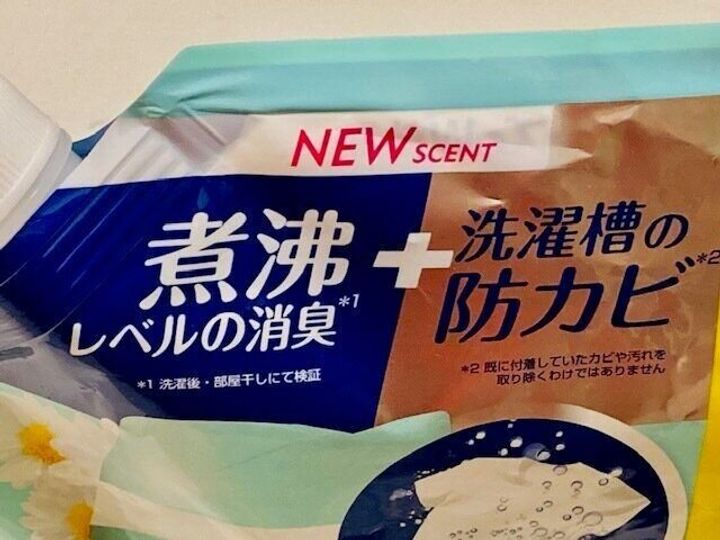 NEW SCENT
煮沸
レベルの消臭*1
*1 洗濯後・部屋干しにて検証
+
洗濯槽の
防カビ*2
*2 既に付着していたカビや汚れを
取り除くわけではありません